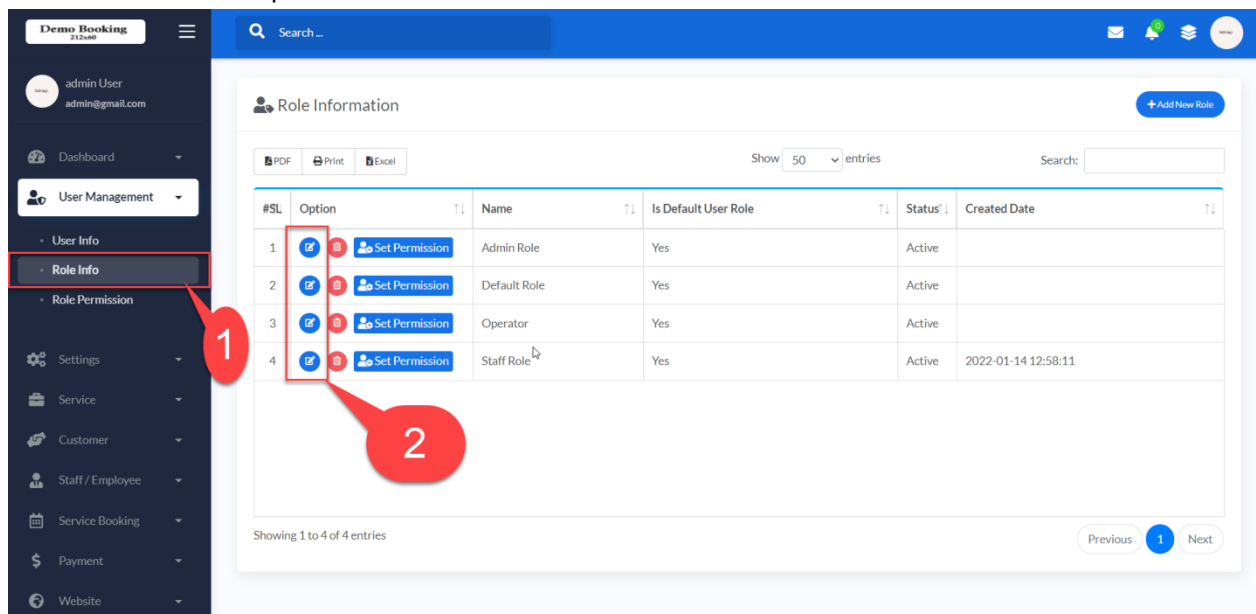 Demo Booking
212x60
Search ...
0
admin User
admin@gmail.com
Role Information
+Add New Role
Dashboard
PDF Print Excel
Show 50 entries
Search:
User Management
#SL Option Name Is Default User Role Status Created Date
User Info
1 Set Permission Admin Role Yes Active
Role Info
2 Set Permission Default Role Yes Active
Role Permission
3 Set Permission Operator Yes Active
1
Settings
4 Set Permission Staff Role Yes Active 2022-01-14 12:58:11
Service
2
Customer
Staff / Employee
Service Booking
Showing 1 to 4 of 4 entries
Previous 1 Next
Payment
Website